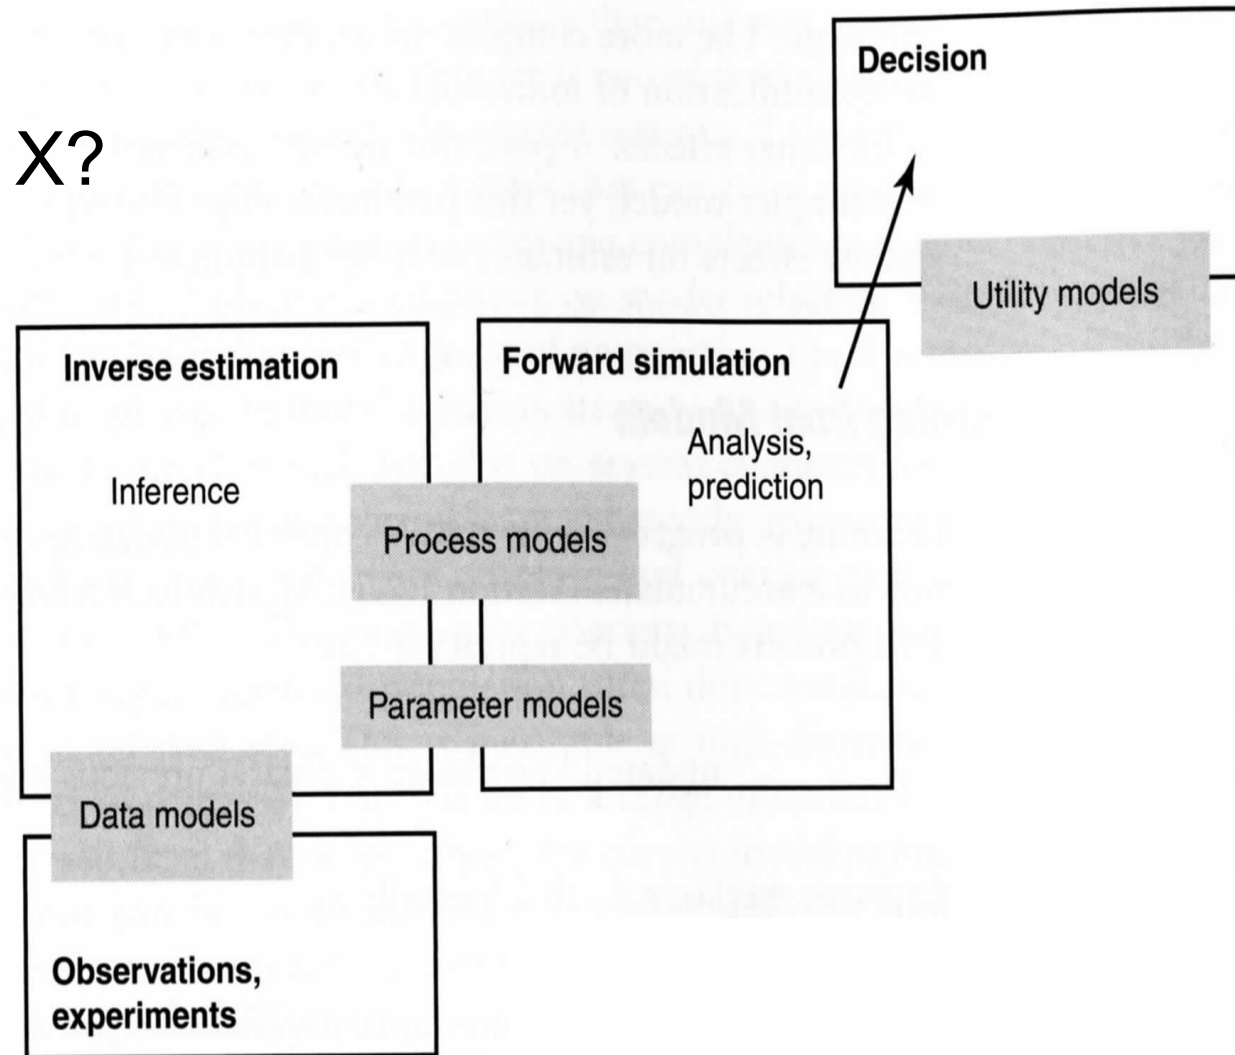 Decision
X?
Utility models
Inverse estimation
Forward simulation
Analysis,
prediction
Inference
Process models
Parameter models
Data models
Observations,
experiments